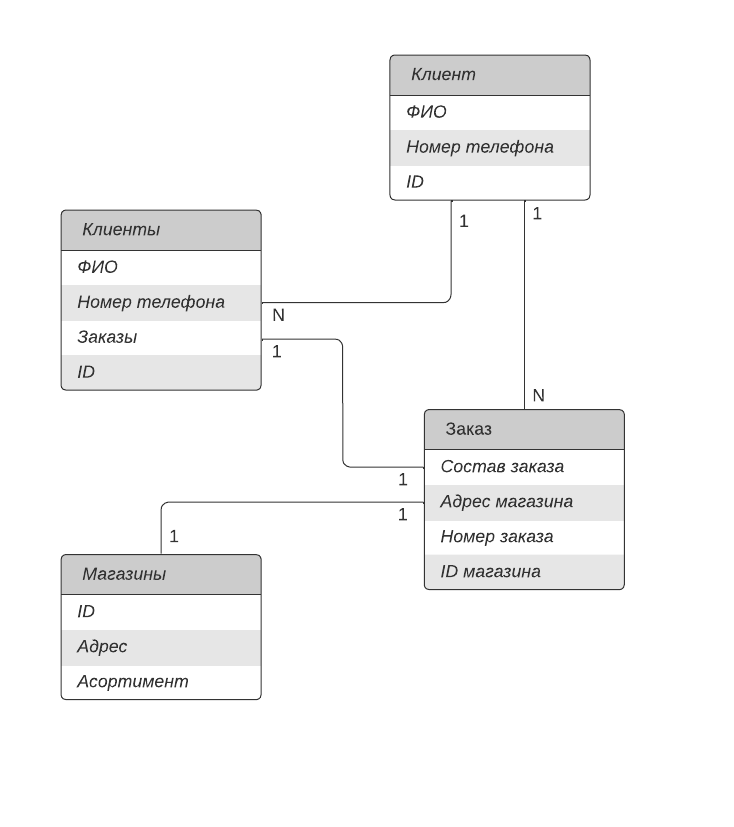 Клиент
ФИО
Номер телефона
ID
1
1
Клиенты
ФИО
Номер телефона
Заказы
ID
N
1
N
Заказ
Состав заказа
Адрес магазина
Номер заказа
ID магазина
1
1
1
Магазины
ID
Адрес
Асортимент